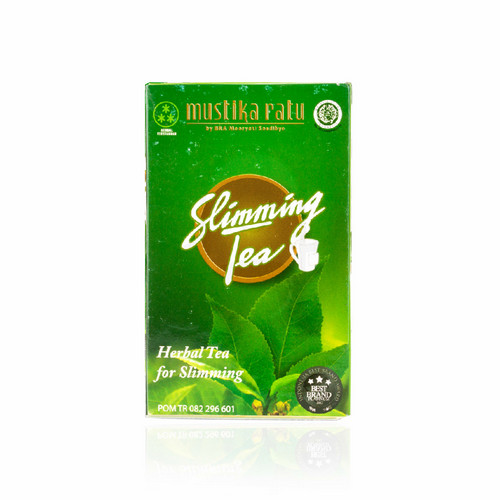 mustika ratu
by BRA Mooryati Soedibyo
Slimming
Tea
Herbal Tea
for Slimming
POM TR 082 296 601
BEST
BRAND